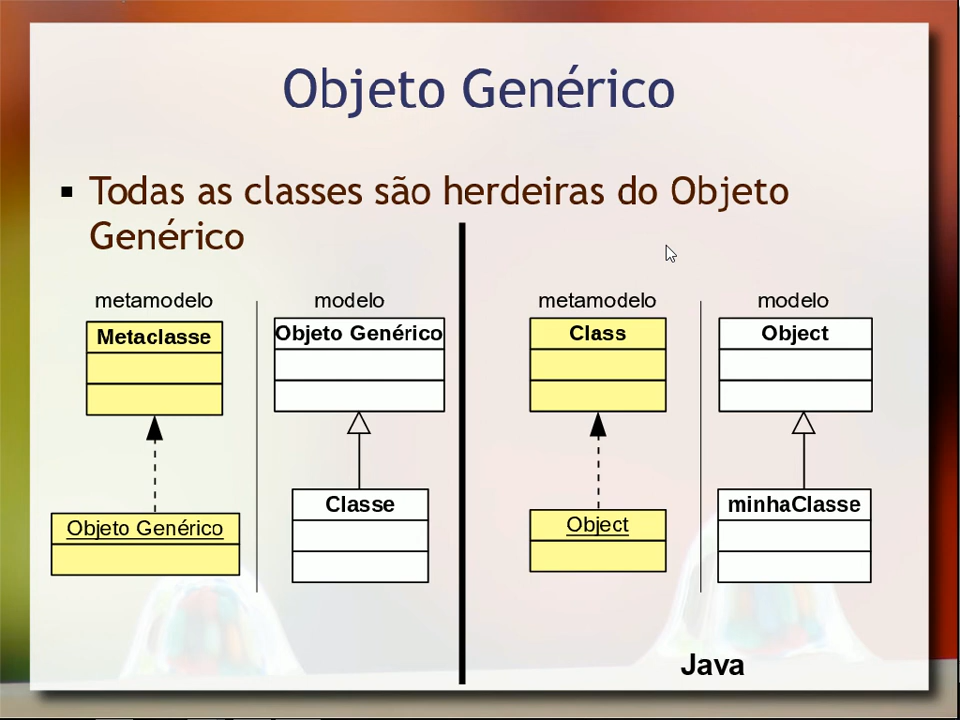 Objeto Genérico
Todas as classes são herdeiras do Objeto
Genérico
metamodelo
modelo
Metaclasse
Objeto Genérico
Objeto Genérico
Classe
metamodelo
modelo
Class
Object
Object
minhaClasse
Java